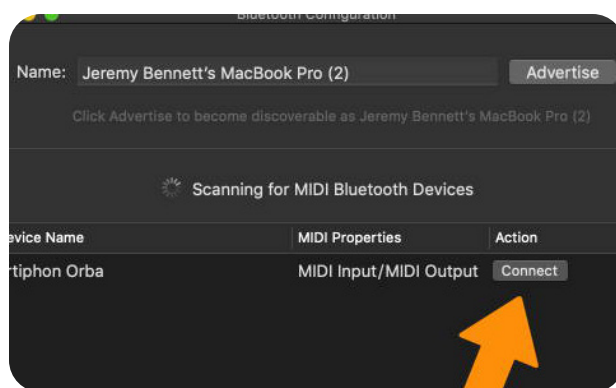 Bluetooth Configuration
Name: Jeremy Bennett's MacBook Pro (2) Advertise
Click Advertise to become discoverable as Jeremy Bennett's MacBook Pro (2)
Scanning for MIDI Bluetooth Devices
evice Name MIDI Properties Action
rtiphon Orba MIDI Input/MIDI Output Connect